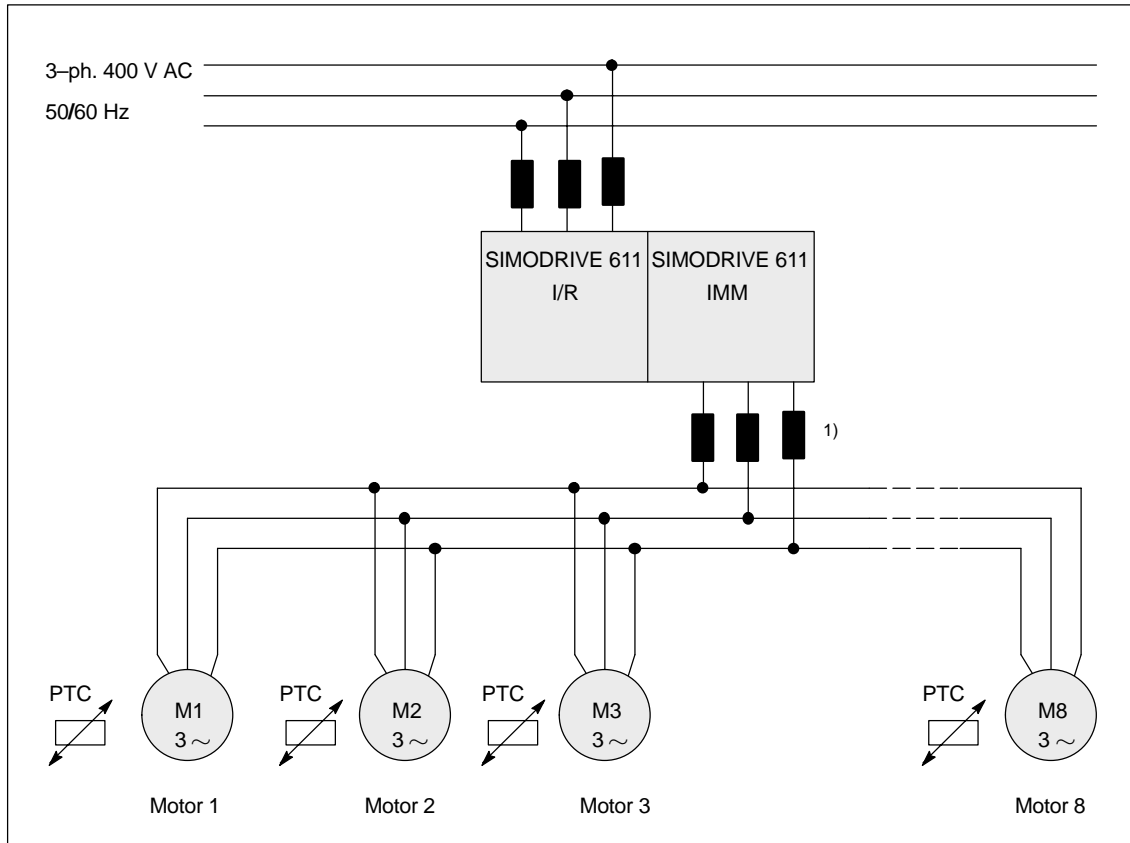 3–ph. 400 V AC
50/60 Hz
SIMODRIVE 611
I/R
SIMODRIVE 611
IMM
1)
PTC
M1
3 ~
Motor 1
PTC
M2
3 ~
Motor 2
PTC
M3
3 ~
Motor 3
PTC
M8
3 ~
Motor 8